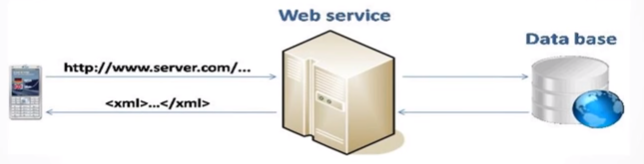 Web service
Data base
http://www.server.com/...
<xml>...</xml>